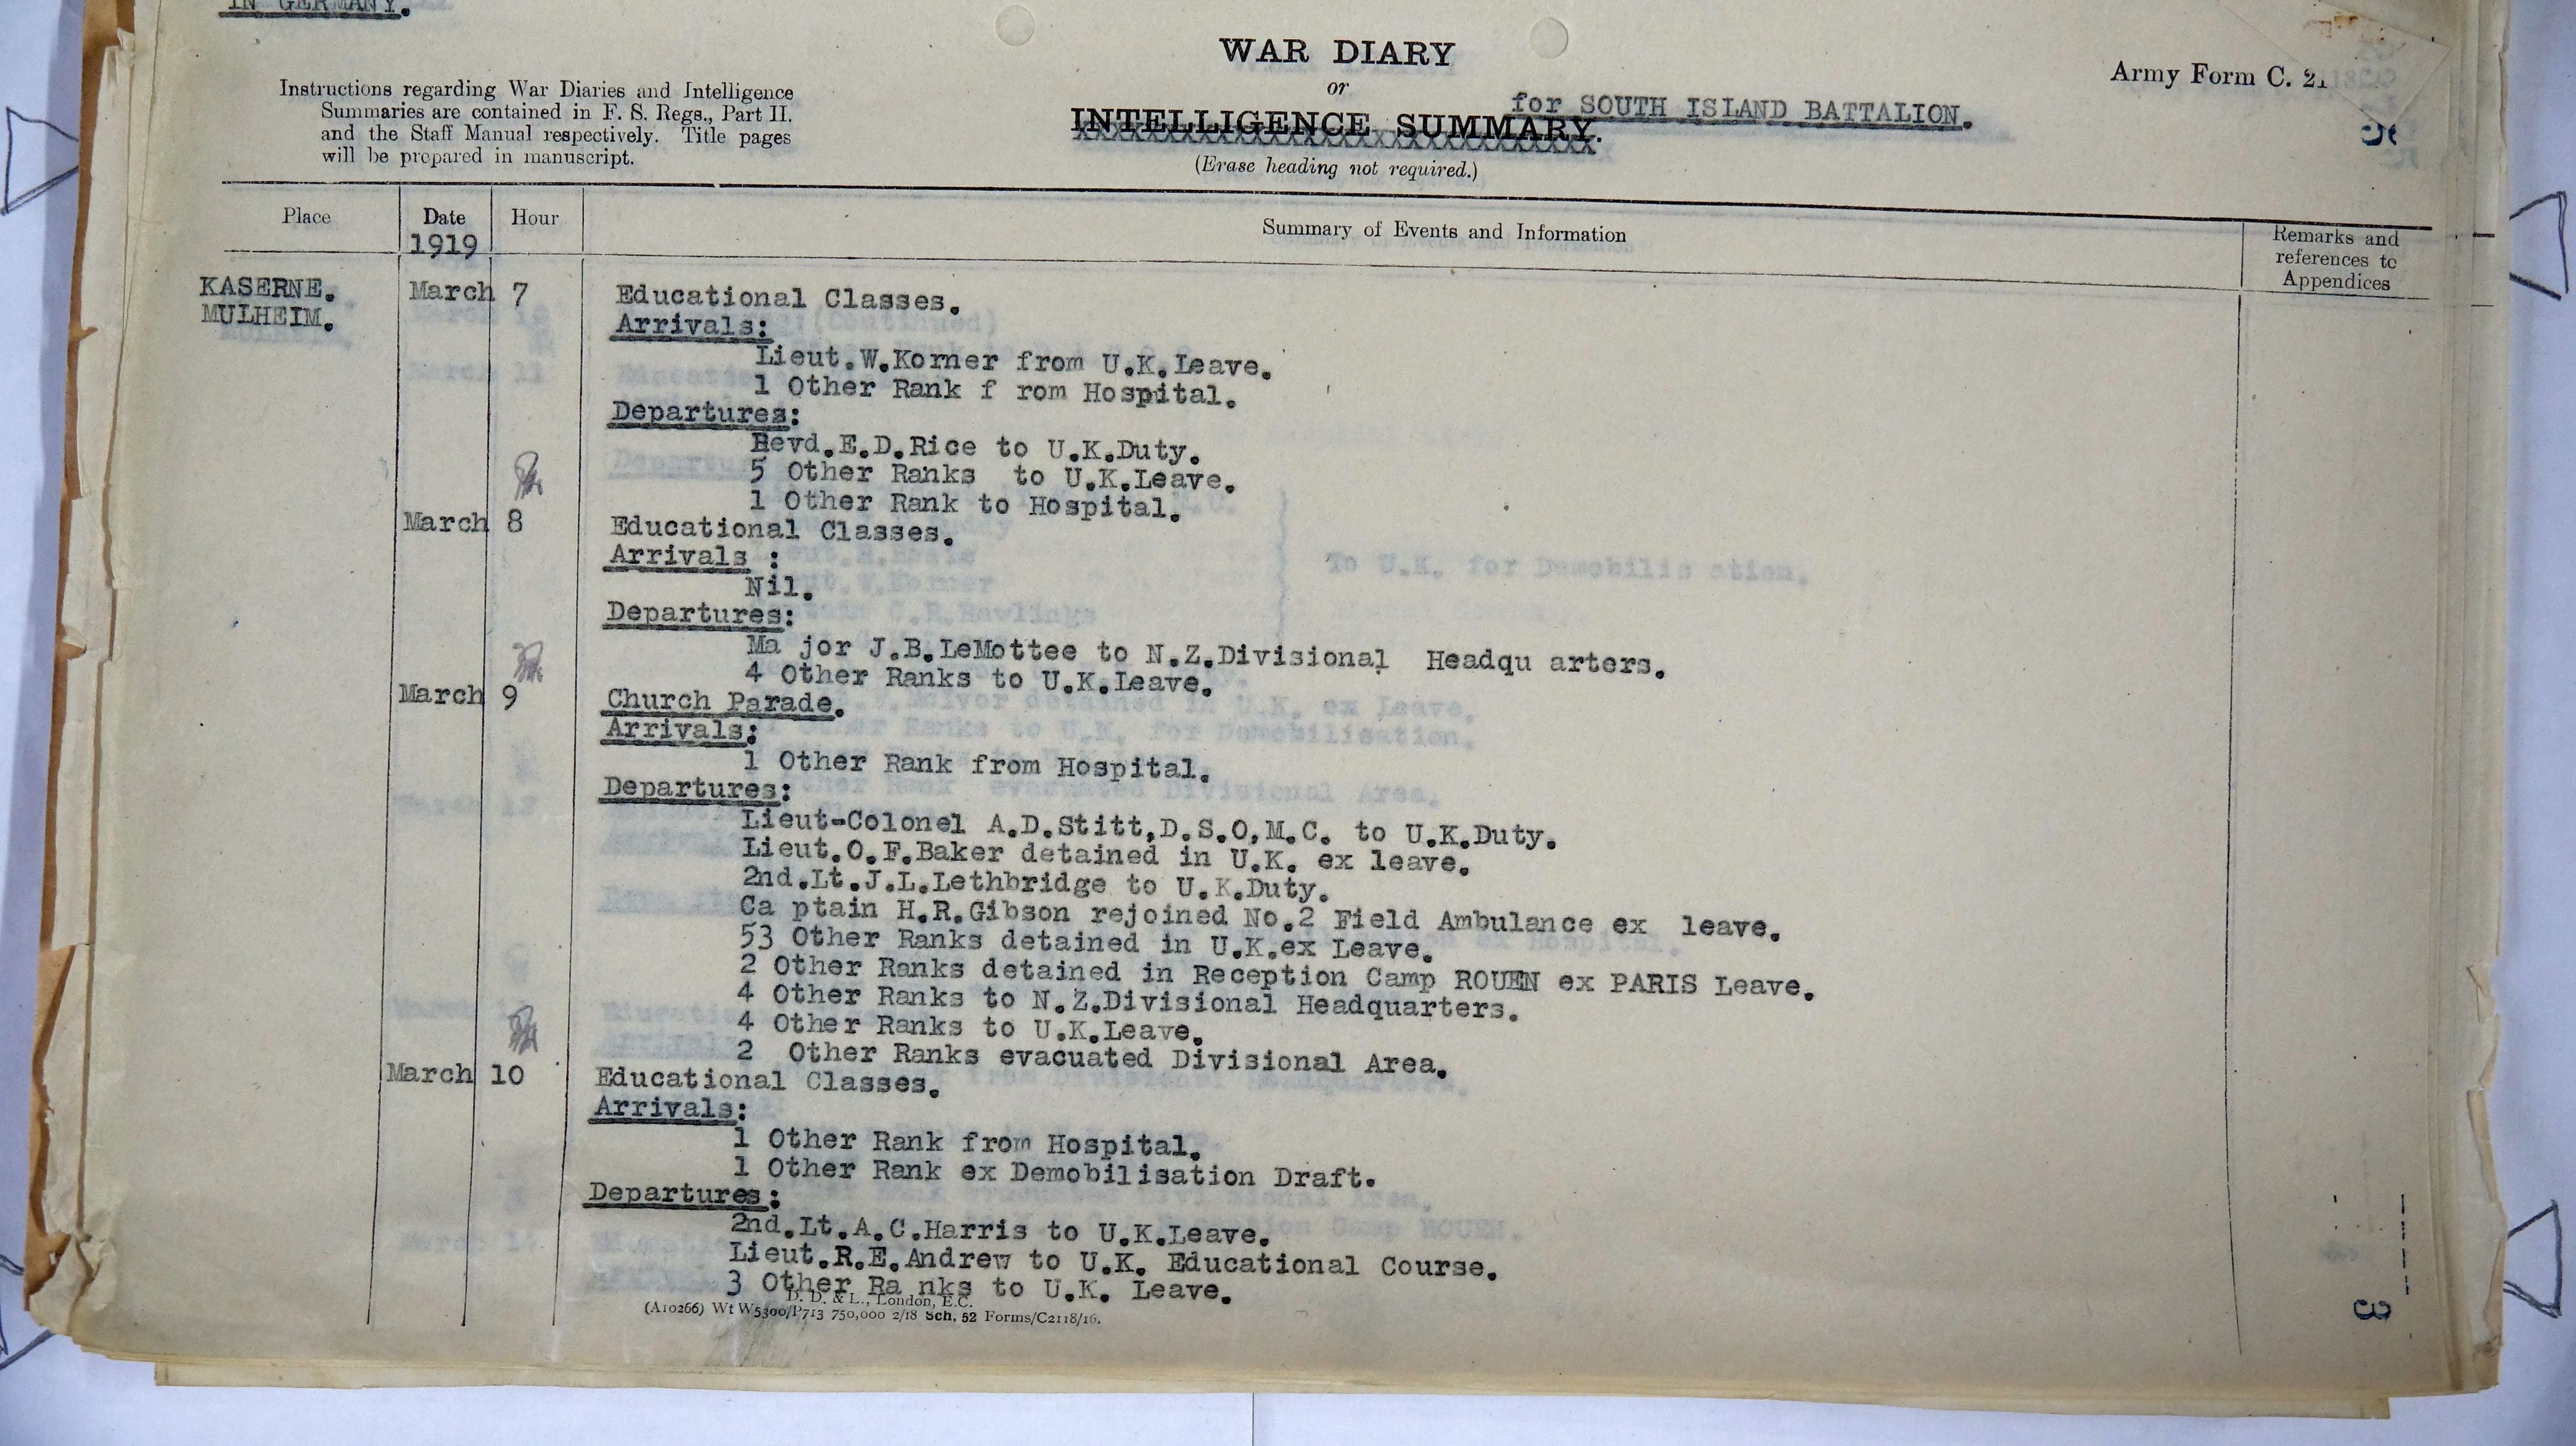 IN GERMANY.
WAR DIARY
or
INTELLIGENCE SUMMARY.
for SOUTH ISLAND BATTALION.
(Erase heading not required.)
Army Form C. 21
Instructions regarding War Diaries and Intelligence
Summaries are contained in F. S. Regs., Part II.
and the Staff Manual respectively. Title pages
will be prepared in manuscript.
Place Date Hour Summary of Events and Information Remarks and references to Appendices
1919
KASERNE. March 7 Educational Classes.
MULHEIM. Arrivals:
Lieut.W.Korner from U.K.Leave.
1 Other Rank f rom Hospital.
Departures:
Revd.E.D.Rice to U.K.Duty.
5 Other Ranks to U.K.Leave.
1 Other Rank to Hospital.
March 8 Educational Classes.
Arrivals :
Nil.
Departures:
Ma jor J.B.LeMottee to N.Z.Divisional Headqu arters.
4 Other Ranks to U.K.Leave.
March 9 Church Parade.
Arrivals:
1 Other Rank from Hospital.
Departures:
Lieut-Colonel A.D.Stitt,D.S.O,M.C. to U.K.Duty.
Lieut.O.F.Baker detained in U.K. ex leave.
2nd.Lt.J.L.Lethbridge to U.K.Duty.
Ca ptain H.R.Gibson rejoined No.2 Field Ambulance ex leave.
53 Other Ranks detained in U.K.ex Leave.
2 Other Ranks detained in Reception Camp ROUEN ex PARIS Leave.
4 Other Ranks to N.Z.Divisional Headquarters.
4 Other Ranks to U.K.Leave.
2 Other Ranks evacuated Divisional Area.
March 10 Educational Classes.
Arrivals:
1 Other Rank from Hospital.
1 Other Rank ex Demobilisation Draft.
Departures:
2nd.Lt.A.C.Harris to U.K.Leave.
Lieut.R.E.Andrew to U.K. Educational Course.
3 Other Ra nks to U.K. Leave.
D. D. & L., London, E.C.
(A10266) Wt W5300/P713 750,000 2/18 Sch. 52 Forms/C2118/16.
3